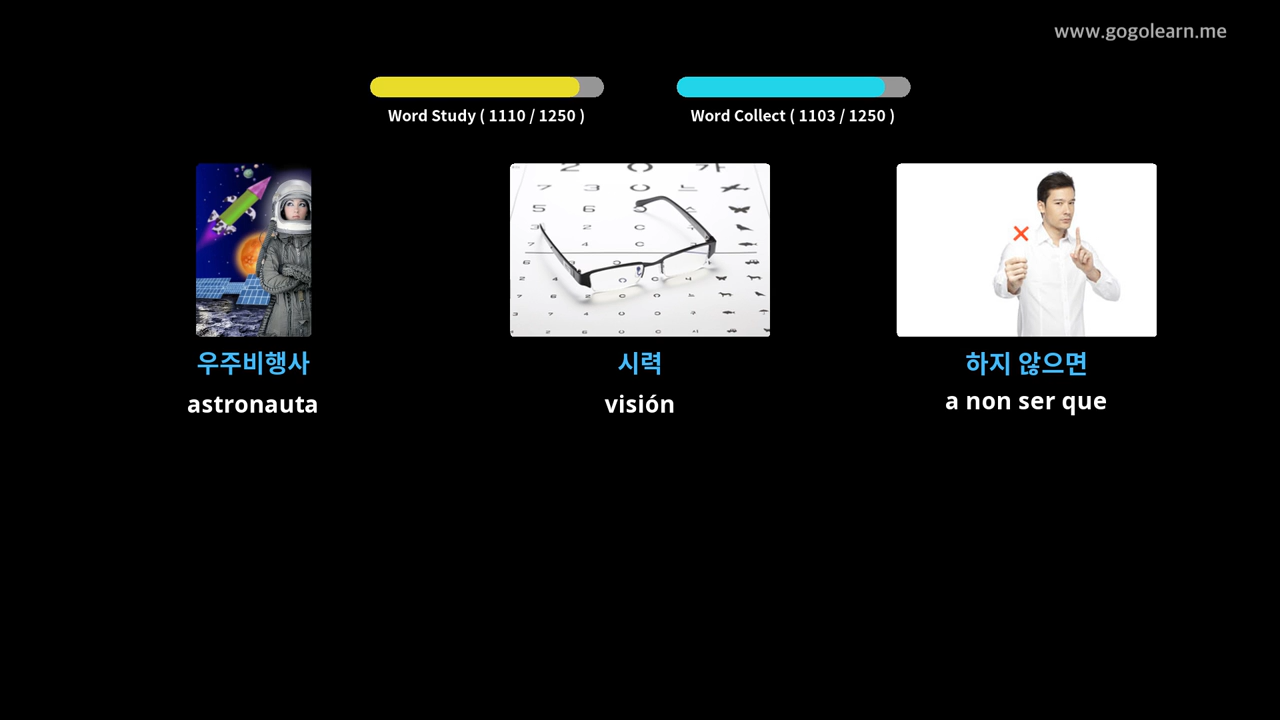 www.gogolearn.me
Word Study ( 1110 / 1250 )
Word Collect ( 1103 / 1250 )
우주비행사
시력
하지 않으면
astronauta
visión
a non ser que